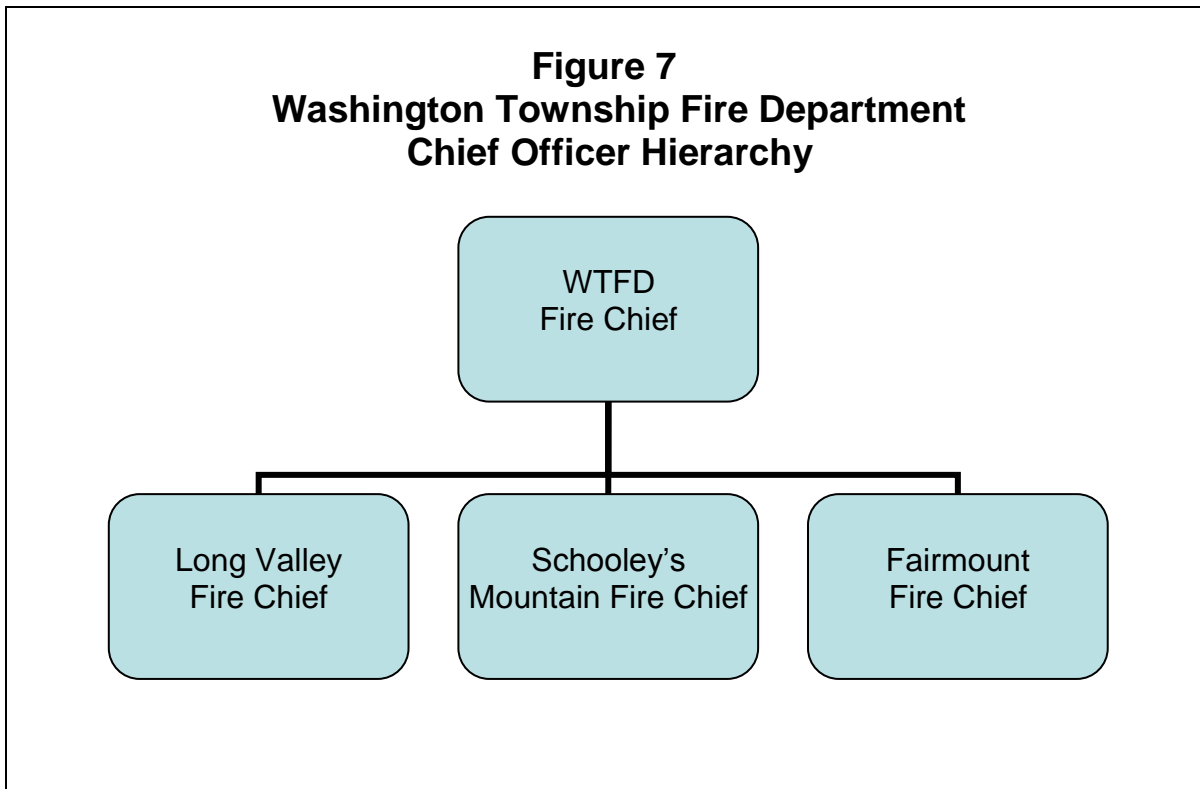 Figure 7
Washington Township Fire Department
Chief Officer Hierarchy
WTFD
Fire Chief
Long Valley
Fire Chief
Schooley’s
Mountain Fire Chief
Fairmount
Fire Chief